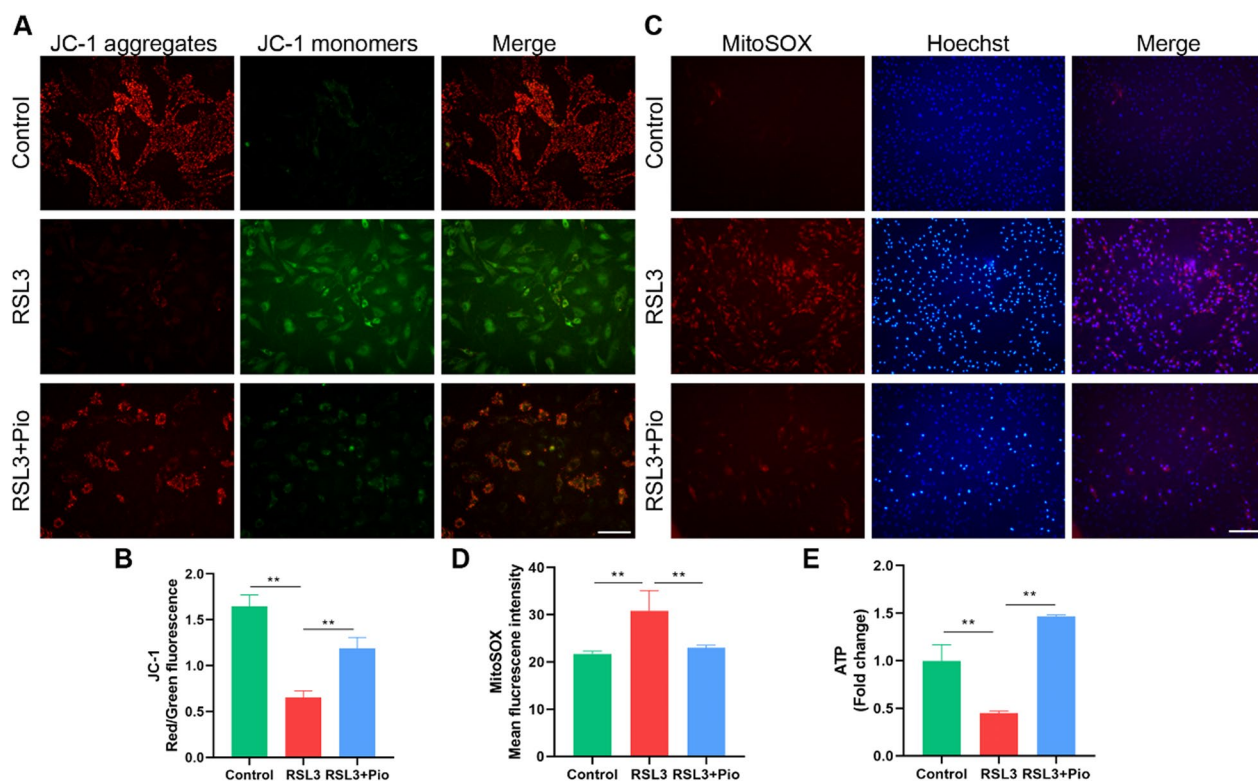 A
JC-1 aggregates JC-1 monomers Merge
Control
RSL3
RSL3+Pio
C
MitoSOX Hoechst Merge
Control
RSL3
RSL3+Pio
B
JC-1
Red/Green fluorescence
2.0
1.5
1.0
0.5
0.0
**
**
Control RSL3 RSL3+Pio
D
MitoSOX
Mean flucrescene intensity
40
30
20
10
0
** **
Control RSL3 RSL3+Pio
E
ATP
(Fold change)
2.0
1.5
1.0
0.5
0.0
**
**
Control RSL3 RSL3+Pio